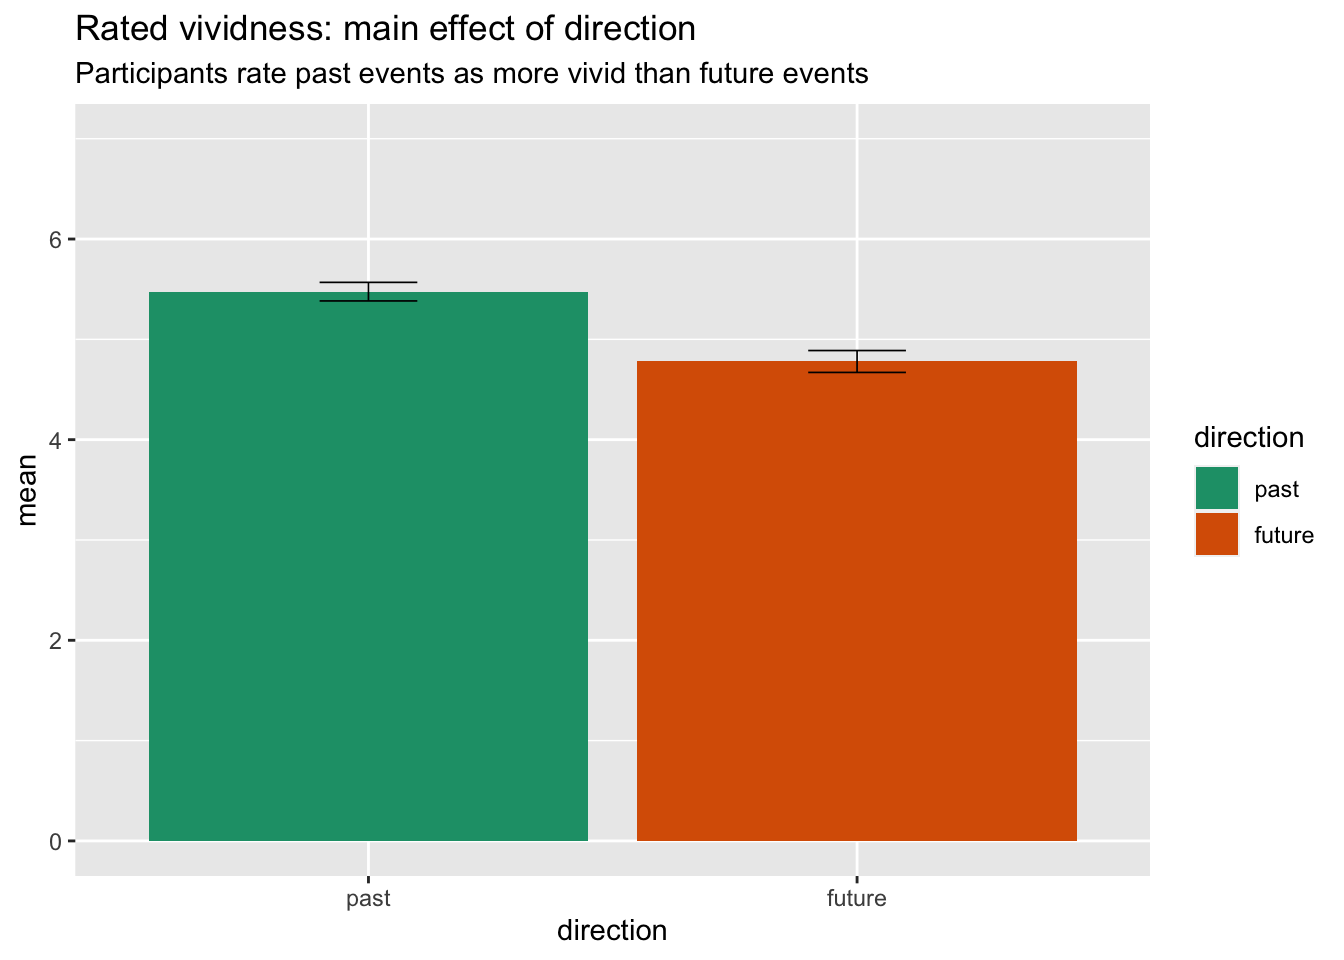 Rated vividness: main effect of direction
Participants rate past events as more vivid than future events
6
4
2
0
mean
past
future
direction
direction
past
future